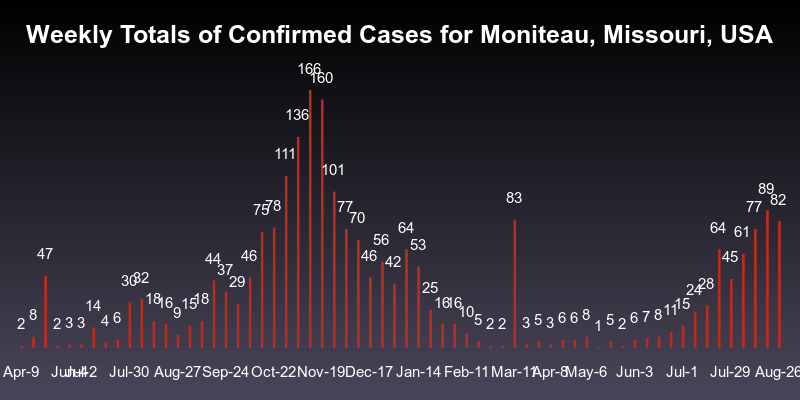 Weekly Totals of Confirmed Cases for Moniteau, Missouri, USA
2 8 47 2 3 3 14 4 6 30 32 18 16 9 15 18 44 37 29 46 75 78 111 136 166 160 101 77 70 46 56 42 64 53 25 16 16 10 5 2 2 83 3 5 3 6 6 8 1 5 2 6 7 8 11 15 24 28 64 45 61 77 89 82
Apr-9 Jun-4 Jul-2 Jul-30 Aug-27 Sep-24 Oct-22 Nov-19 Dec-17 Jan-14 Feb-11 Mar-11 Apr-8 May-6 Jun-3 Jul-1 Jul-29 Aug-26